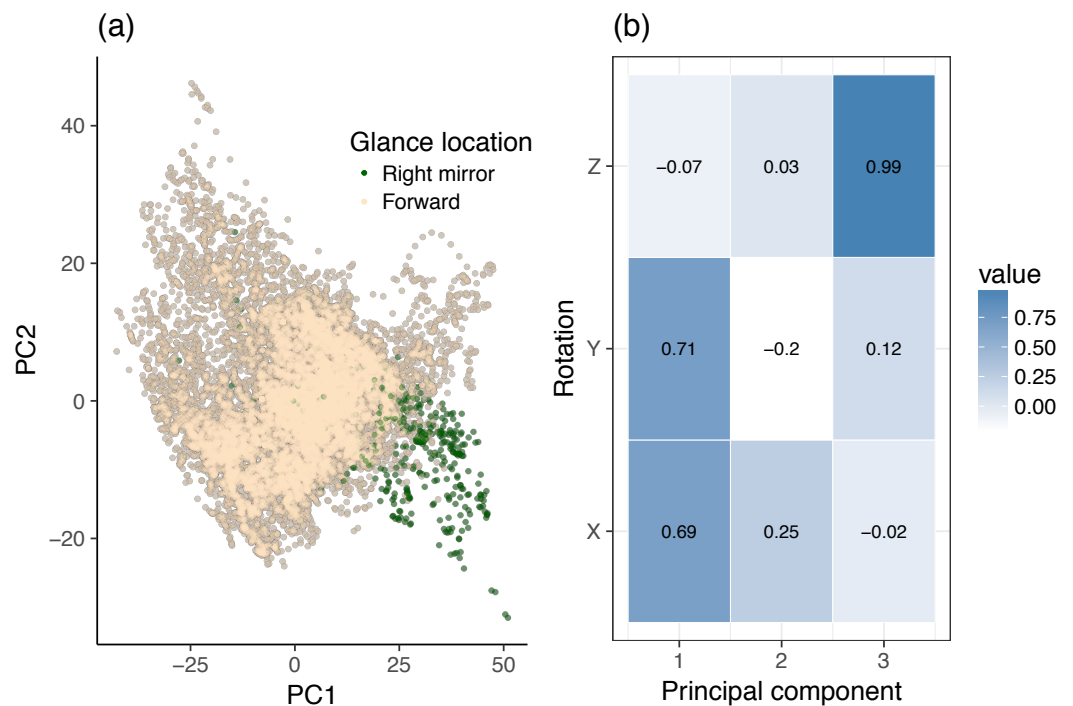 (a)
Glance location
Right mirror
Forward
40
20
0
−20
PC2
−25
0
25
50
PC1
(b)
Z
Y
X
Rotation
−0.07
0.03
0.99
0.71
−0.2
0.12
0.69
0.25
−0.02
1
2
3
Principal component
value
0.75
0.50
0.25
0.00